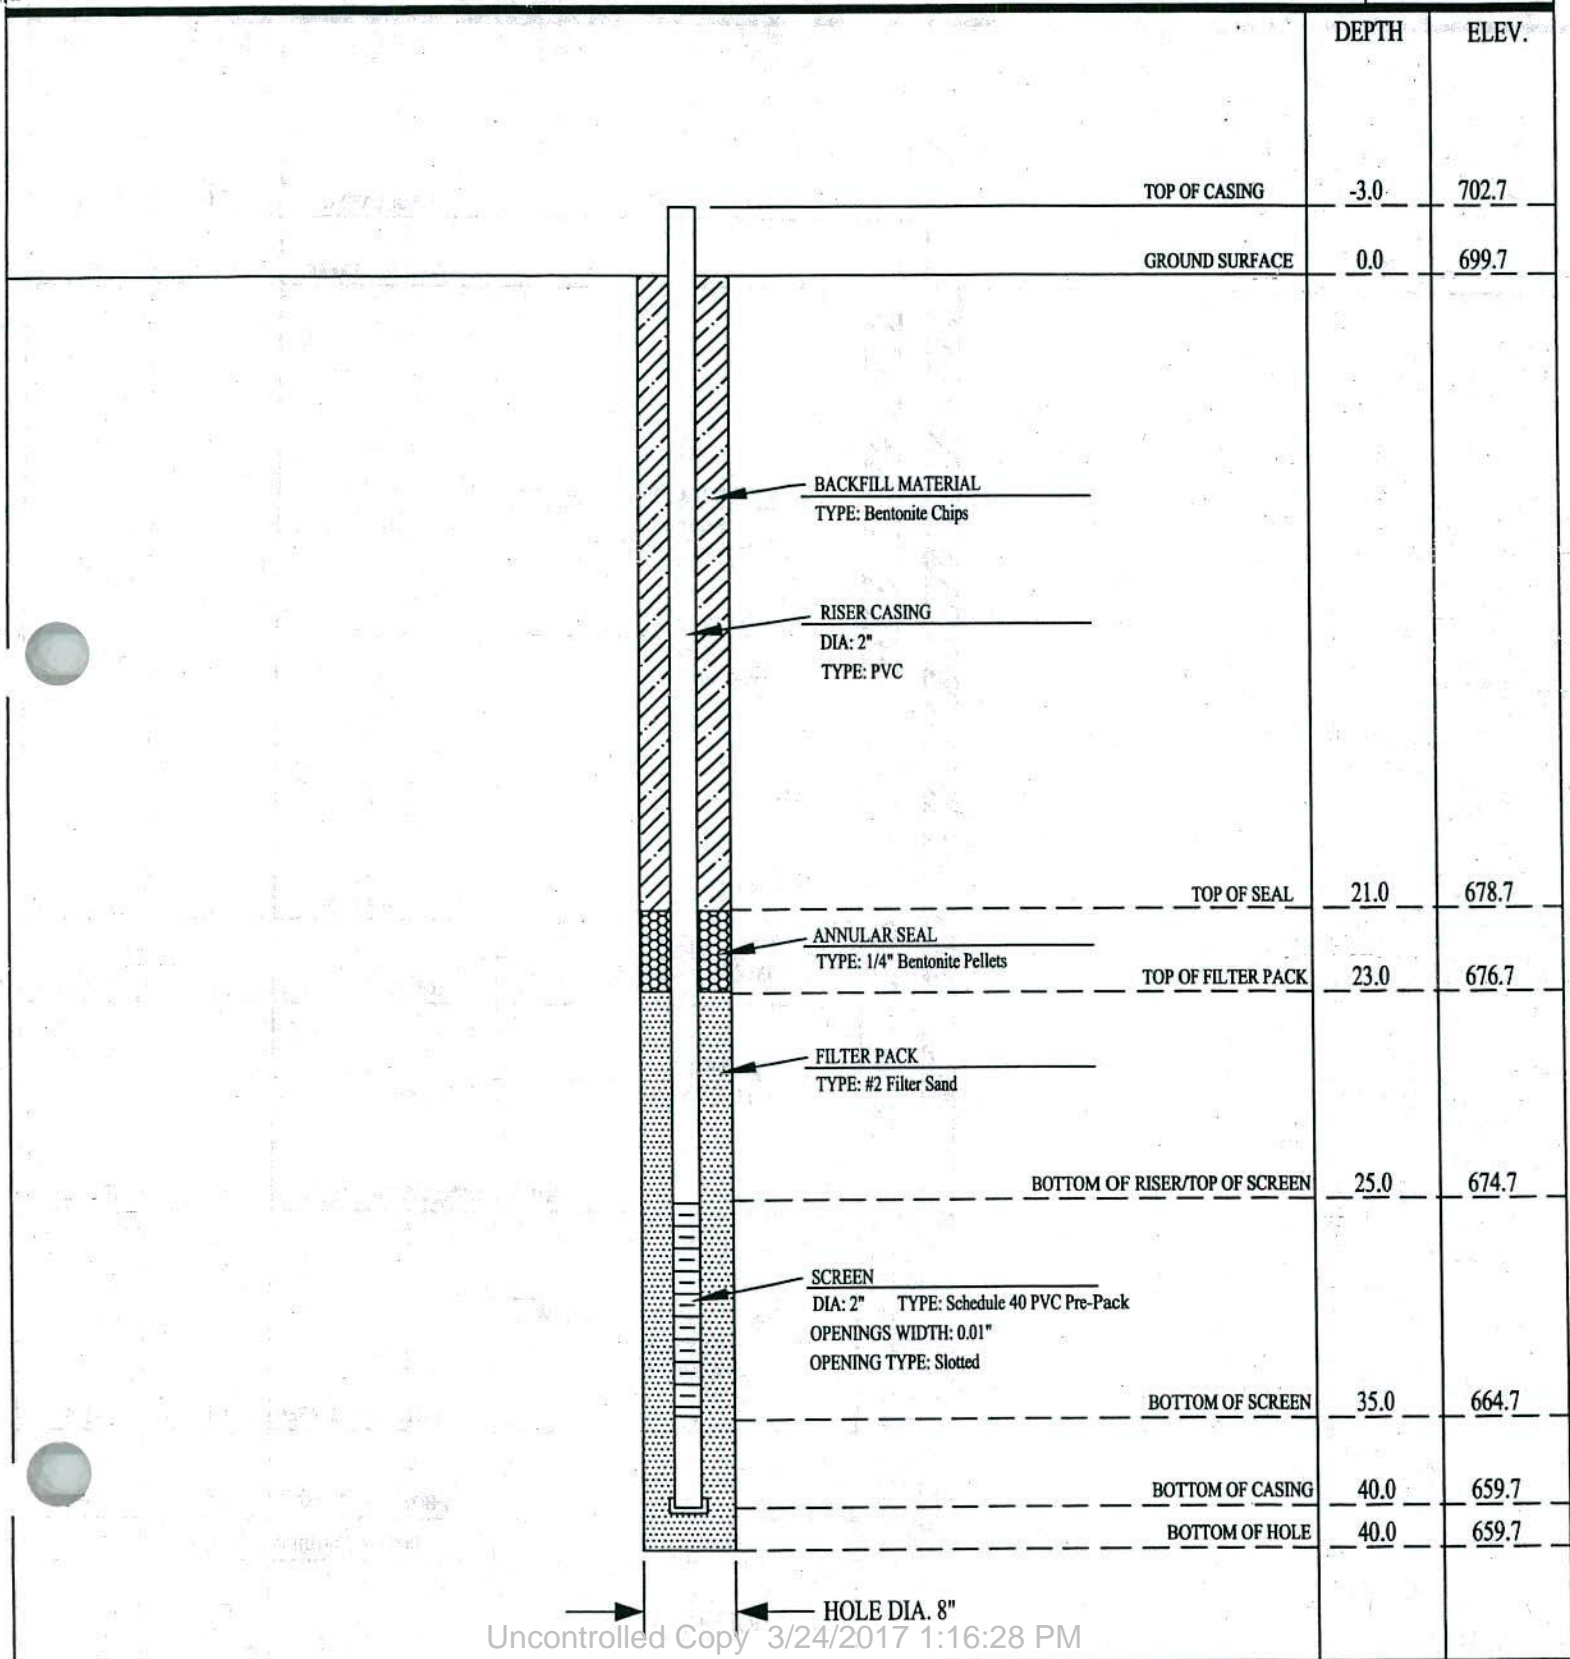 DEPTH ELEV.
TOP OF CASING -3.0 702.7
GROUND SURFACE 0.0 699.7
BACKFILL MATERIAL
TYPE: Bentonite Chips
RISER CASING
DIA: 2"
TYPE: PVC
TOP OF SEAL 21.0 678.7
ANNULAR SEAL
TYPE: 1/4" Bentonite Pellets
TOP OF FILTER PACK 23.0 676.7
FILTER PACK
TYPE: #2 Filter Sand
BOTTOM OF RISER/TOP OF SCREEN 25.0 674.7
SCREEN
DIA: 2" TYPE: Schedule 40 PVC Pre-Pack
OPENINGS WIDTH: 0.01"
OPENING TYPE: Slotted
BOTTOM OF SCREEN 35.0 664.7
BOTTOM OF CASING 40.0 659.7
BOTTOM OF HOLE 40.0 659.7
HOLE DIA. 8"
Uncontrolled Copy 3/24/2017 1:16:28 PM